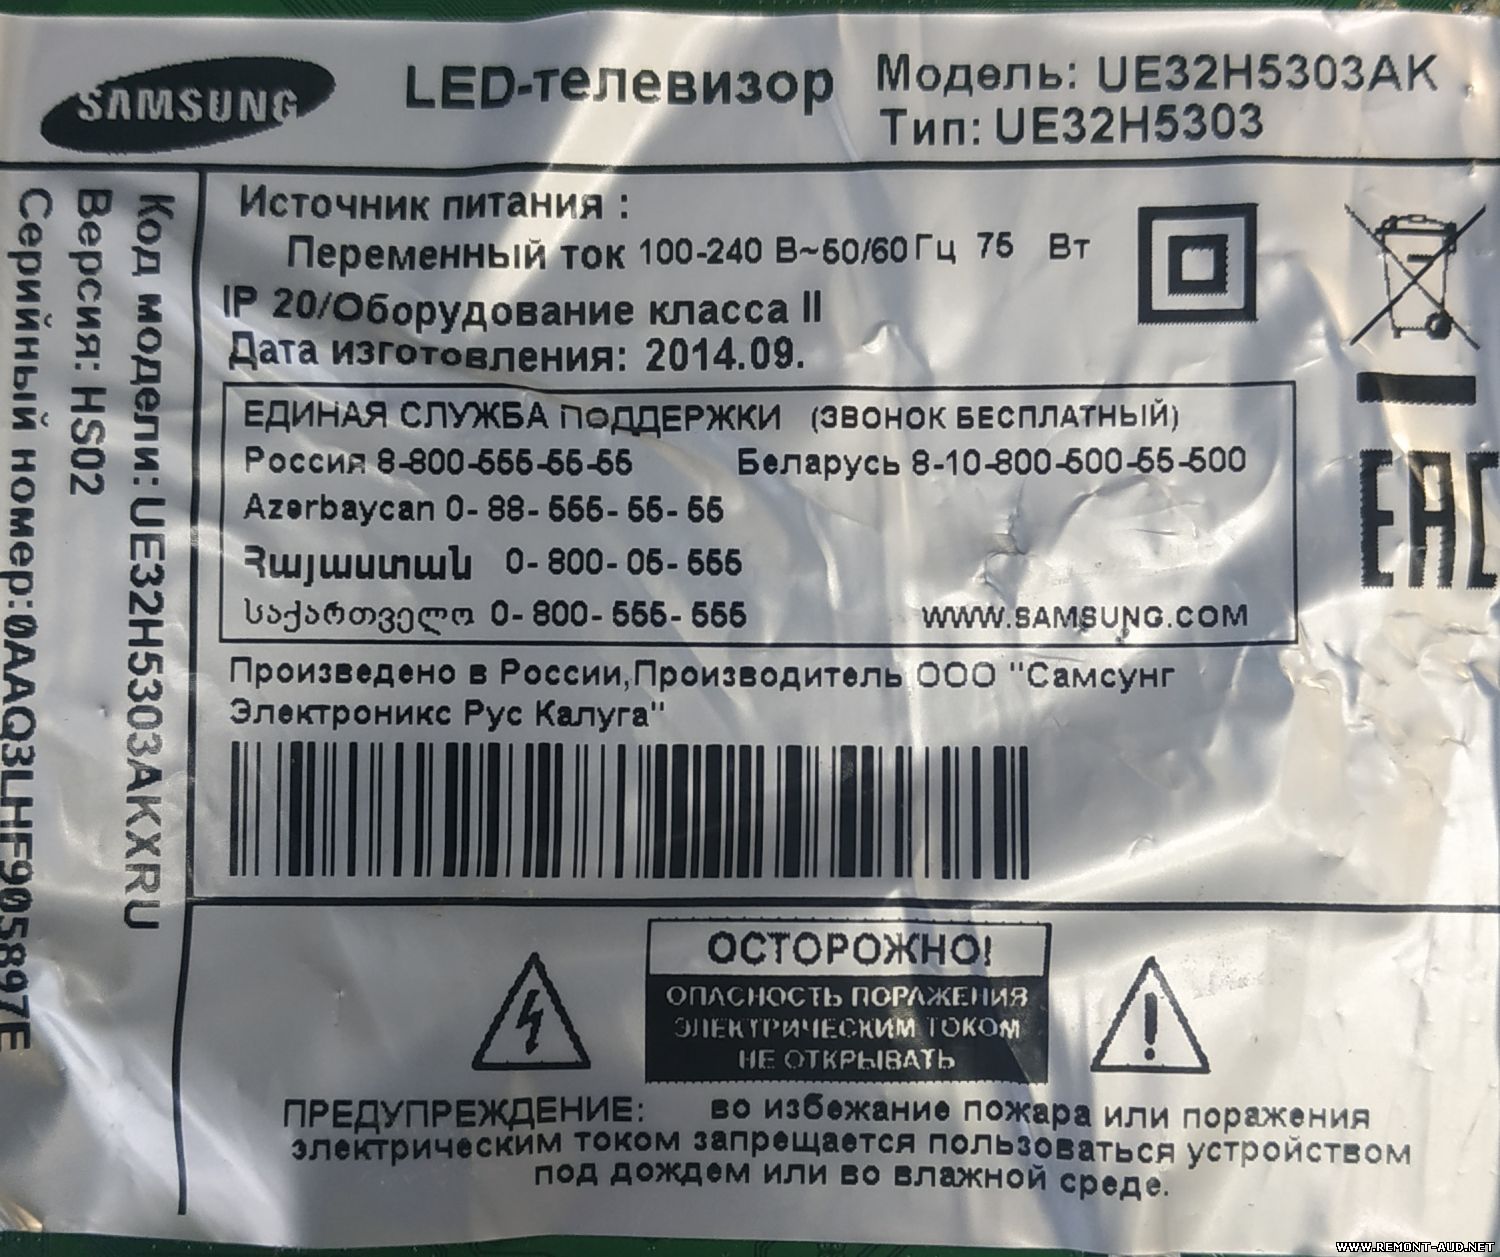 SAMSUNG
LED-телевизор
Модель: UE32H5303AK
Тип: UE32H5303
Код модели:UE32H5303AKXRU
Версия: HS02
Серийный номер:0AAQ3LHF905897E
Источник питания :
Переменный ток 100-240 В~50/60Гц 75 Вт
IP 20/Оборудование класса II
Дата изготовления: 2014.09.
ЕДИНАЯ СЛУЖБА ПОДДЕРЖКИ (ЗВОНОК БЕСПЛАТНЫЙ)
Россия 8-800-555-55-55 Беларусь 8-10-800-500-55-500
Azerbaycan 0- 88- 555- 55- 55
Հայաստան 0- 800- 05- 555
საქართველო 0- 800- 555- 555 WWW.SAMSUNG.COM
EAC
Произведено в России,Производитель ООО "Самсунг
Электроникс Рус Калуга"
ОСТОРОЖНО!
ОПАСНОСТЬ ПОРАЖЕНИЯ
ЭЛЕКТРИЧЕСКИМ ТОКОМ
НЕ ОТКРЫВАТЬ
ПРЕДУПРЕЖДЕНИЕ: во избежание пожара или поражения
электрическим током запрещается пользоваться устройством
под дождем или во влажной среде.
WWW.REMONT-AUD.NET